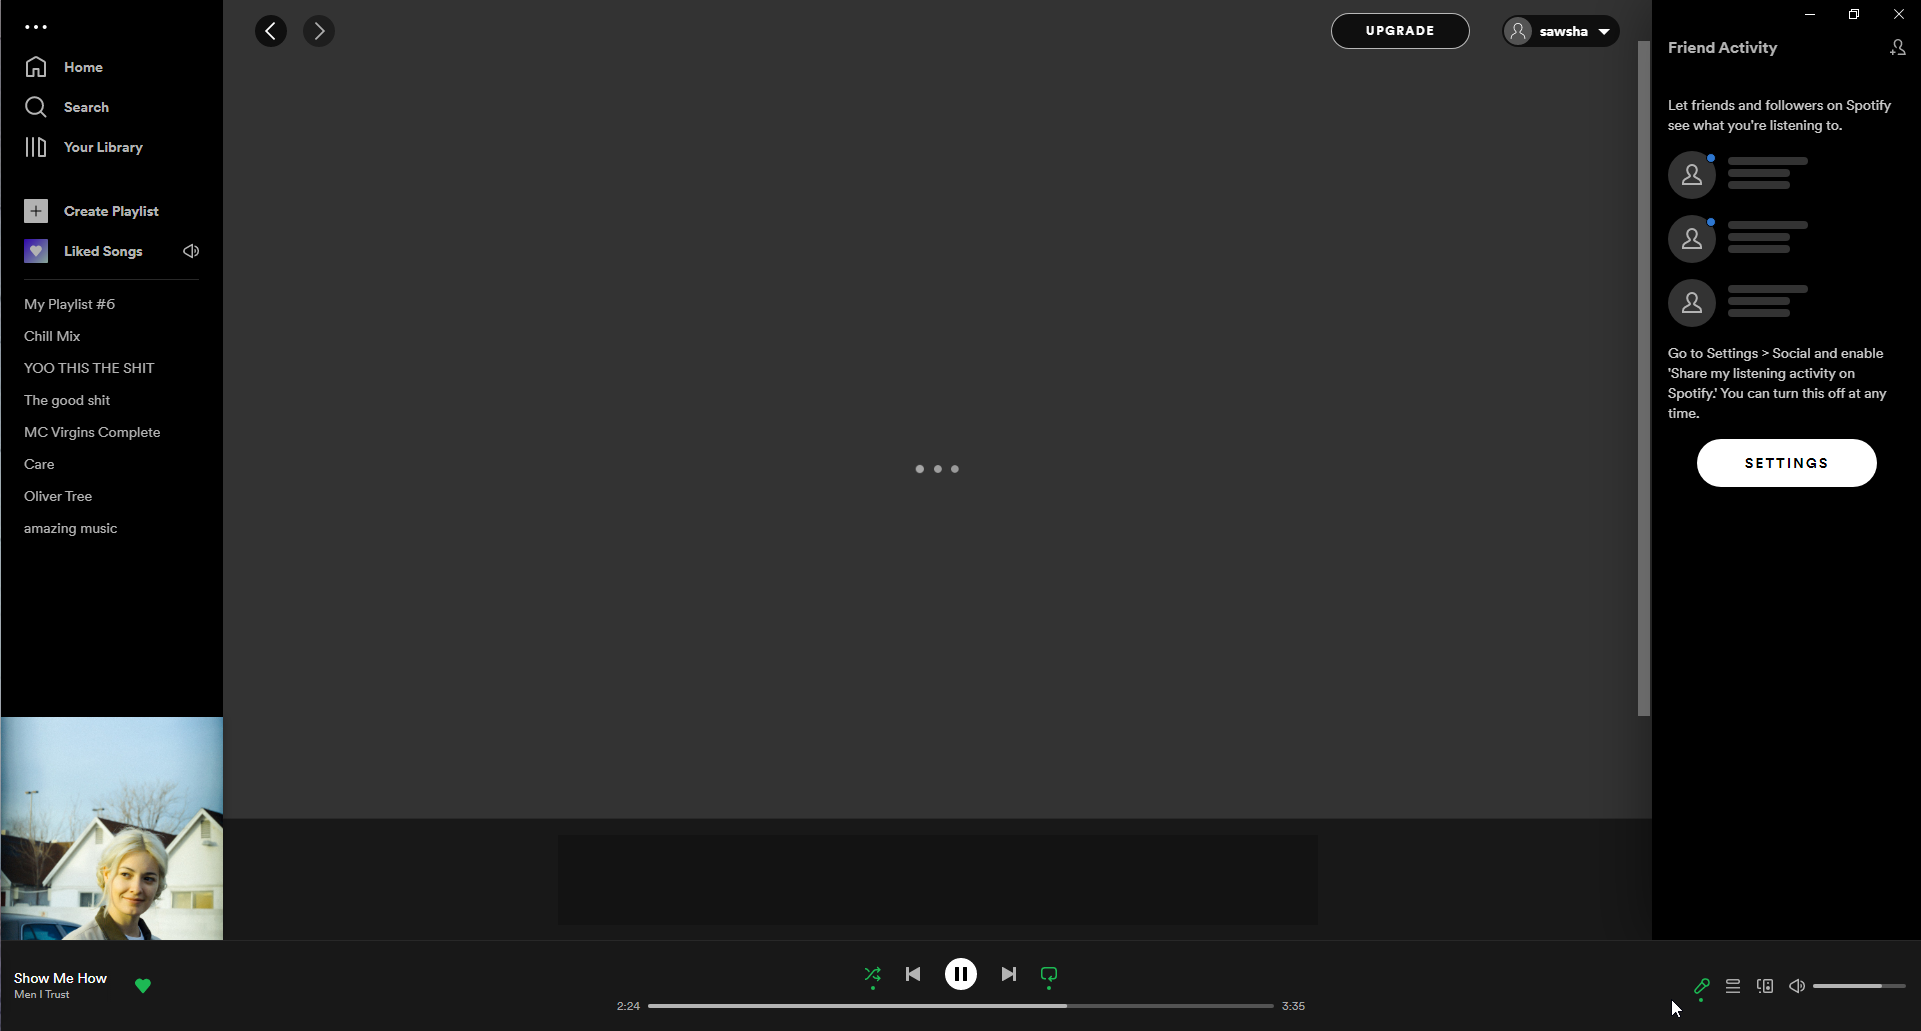 Home
Search
Your Library
Create Playlist
Liked Songs
My Playlist #6
Chill Mix
YOO THIS THE SHIT
The good shit
MC Virgins Complete
Care
Oliver Tree
amazing music
UPGRADE
sawsha
Friend Activity
Let friends and followers on Spotify
see what you're listening to.
Go to Settings > Social and enable
'Share my listening activity on
Spotify.' You can turn this off at any
time.
SETTINGS
Show Me How
Men I Trust
2:24
3:35